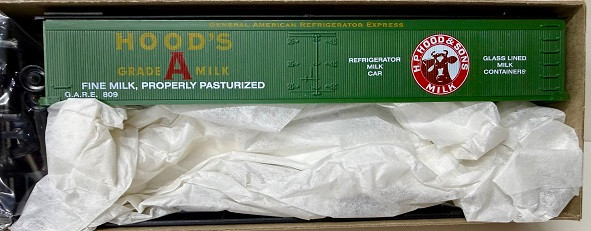 GENERAL AMERICAN REFRIGERATOR EXPRESS
HOOD'S
GRADE A MILK
FINE MILK, PROPERLY PASTURIZED
G.A.R.E. 809
REFRIGERATOR
MILK
CAR
H.P. HOOD & SONS
MILK
GLASS LINED
MILK
CONTAINERS